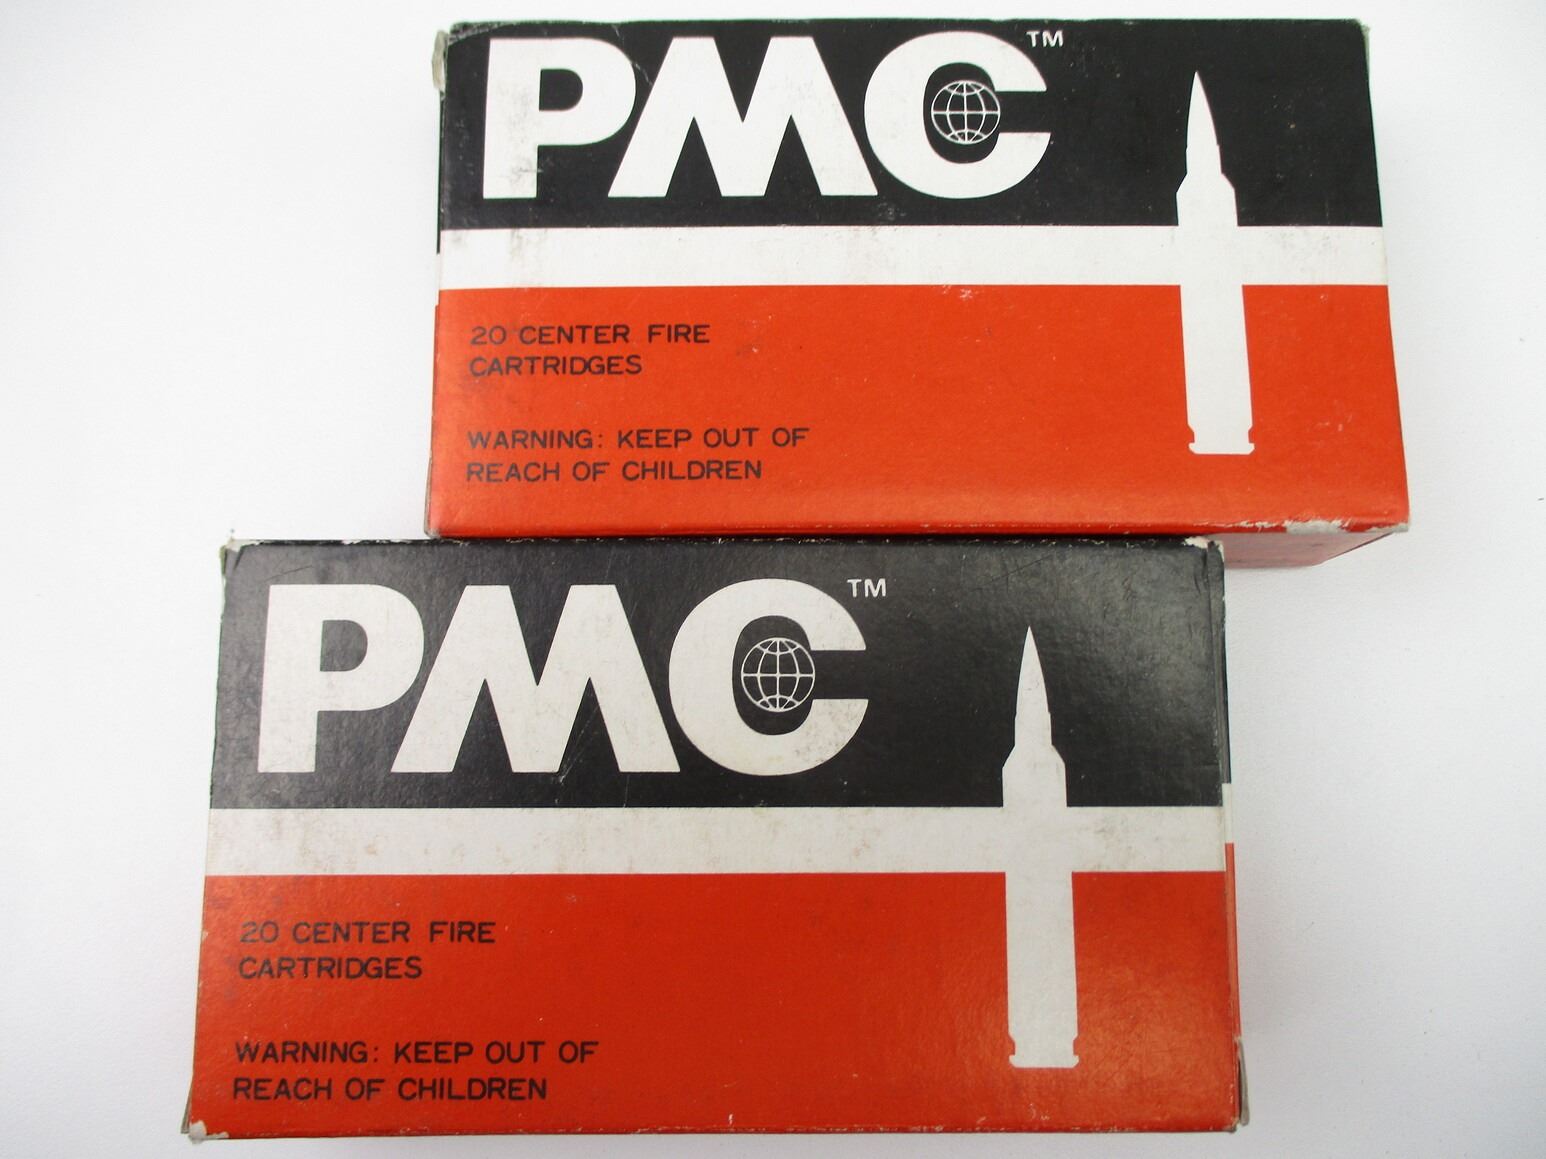 PMC™
20 CENTER FIRE
CARTRIDGES
WARNING: KEEP OUT OF
REACH OF CHILDREN
PMC™
20 CENTER FIRE
CARTRIDGES
WARNING: KEEP OUT OF
REACH OF CHILDREN